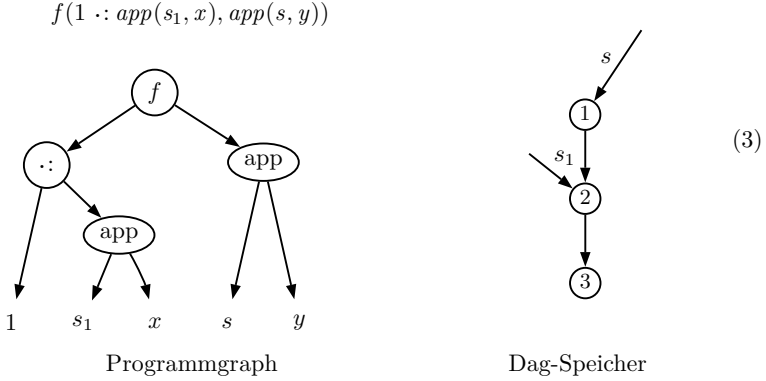 f(1 .: app(s₁, x), app(s, y))
f
.:
app
app
1
s₁
x
s
y
Programmgraph
s
1
s₁
2
3
Dag-Speicher
(3)